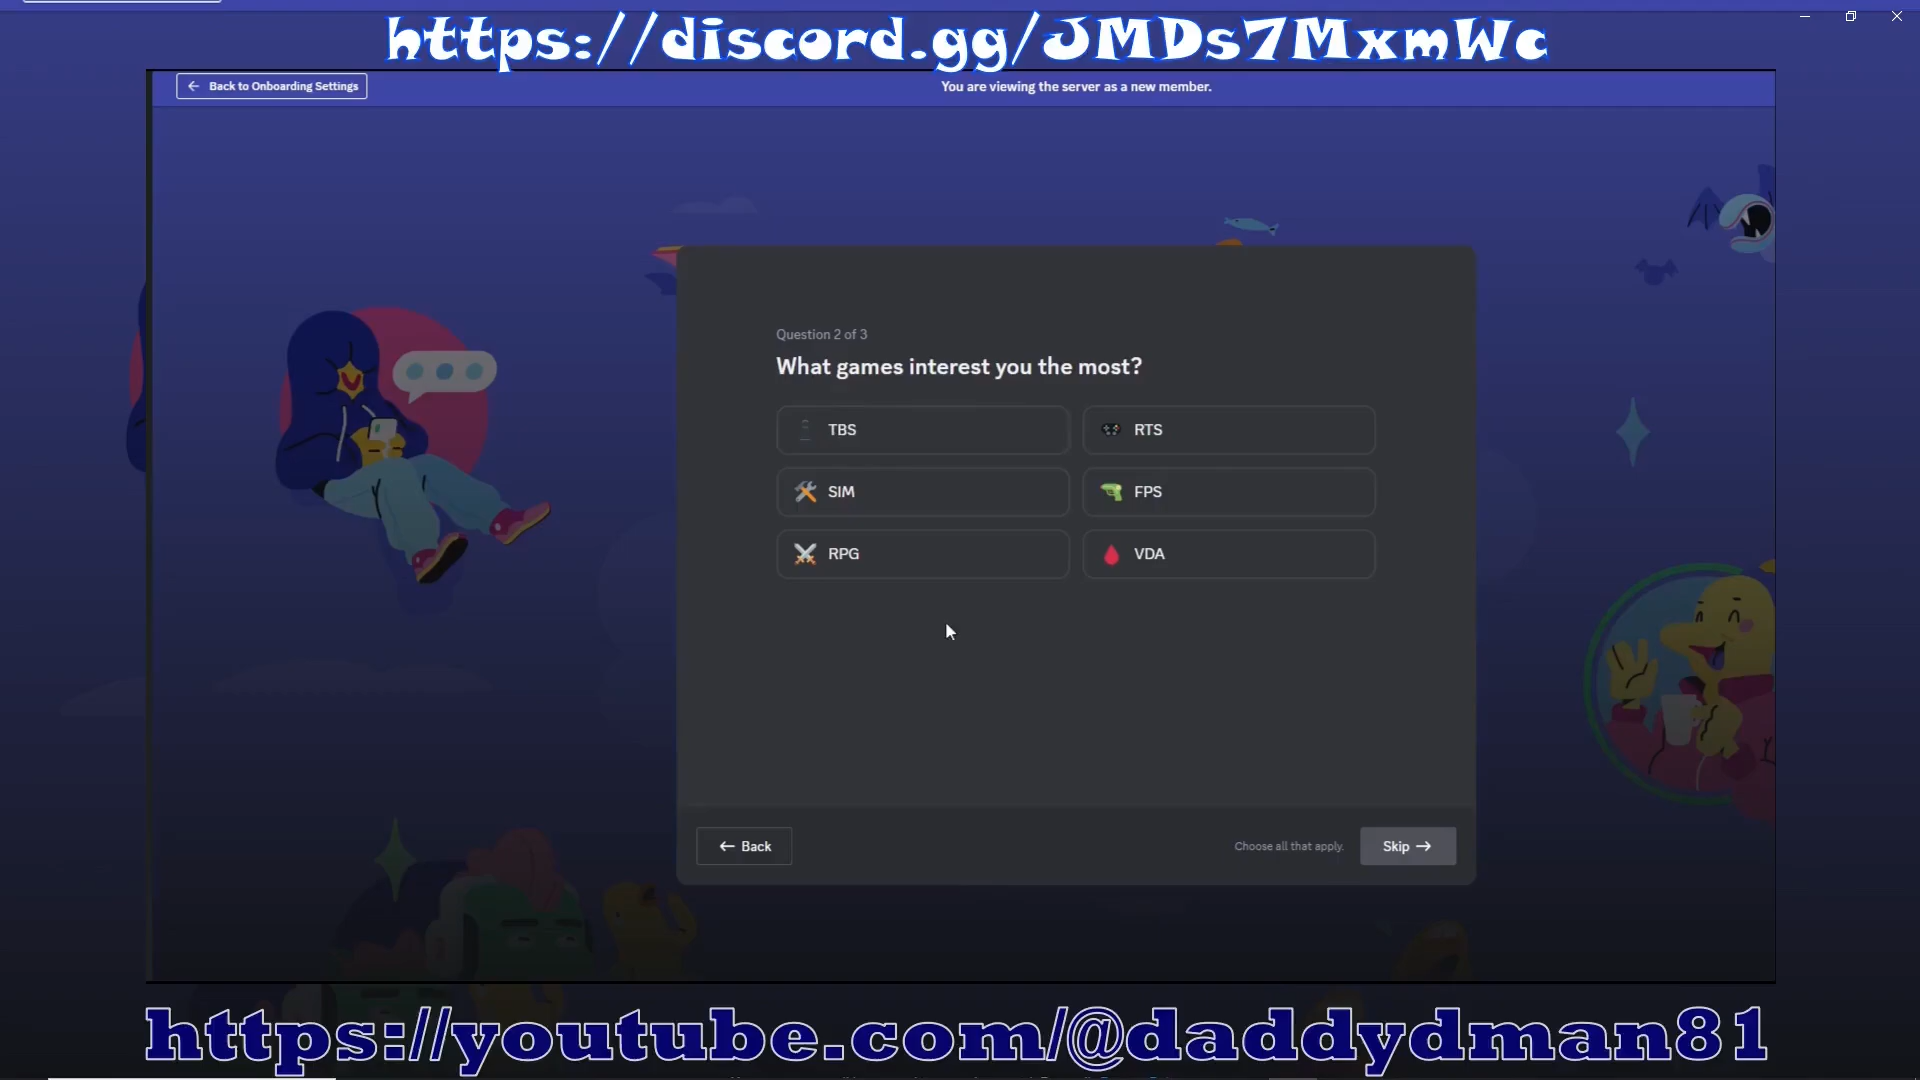 https://discord.gg/JMDs7MxmWc
← Back to Onboarding Settings
You are viewing the server as a new member.
Question 2 of 3
What games interest you the most?
TBS
RTS
SIM
FPS
RPG
VDA
← Back
Choose all that apply.
Skip →
https://youtube.com/@daddydman81